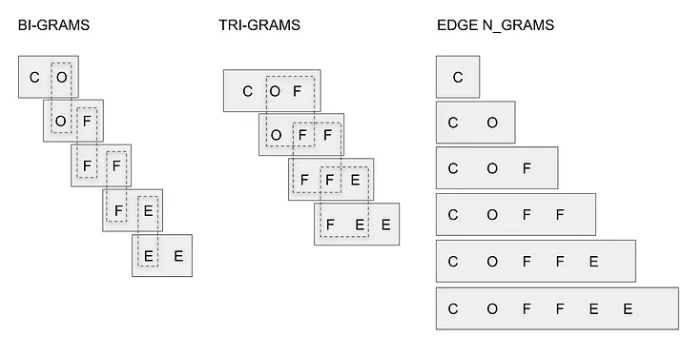 BI-GRAMS
C O
O F
F F
F E
E E
TRI-GRAMS
C O F
O F F
F F E
F E E
EDGE N_GRAMS
C
C O
C O F
C O F F
C O F F E
C O F F E E